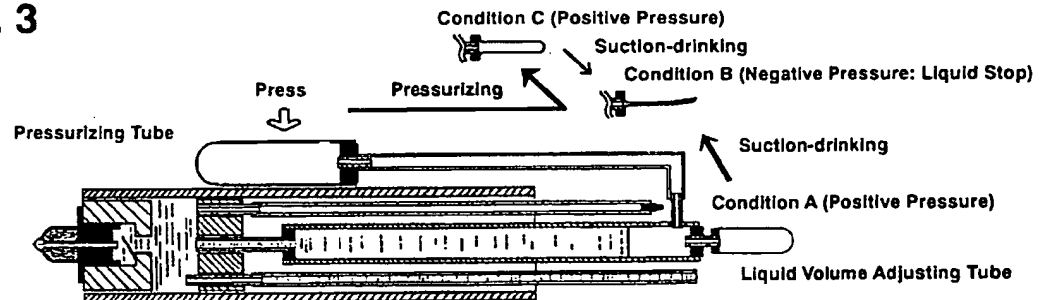 . 3
Condition C (Positive Pressure)
Suction-drinking
Condition B (Negative Pressure: Liquid Stop)
Press
Pressurizing
Pressurizing Tube
Suction-drinking
Condition A (Positive Pressure)
Liquid Volume Adjusting Tube